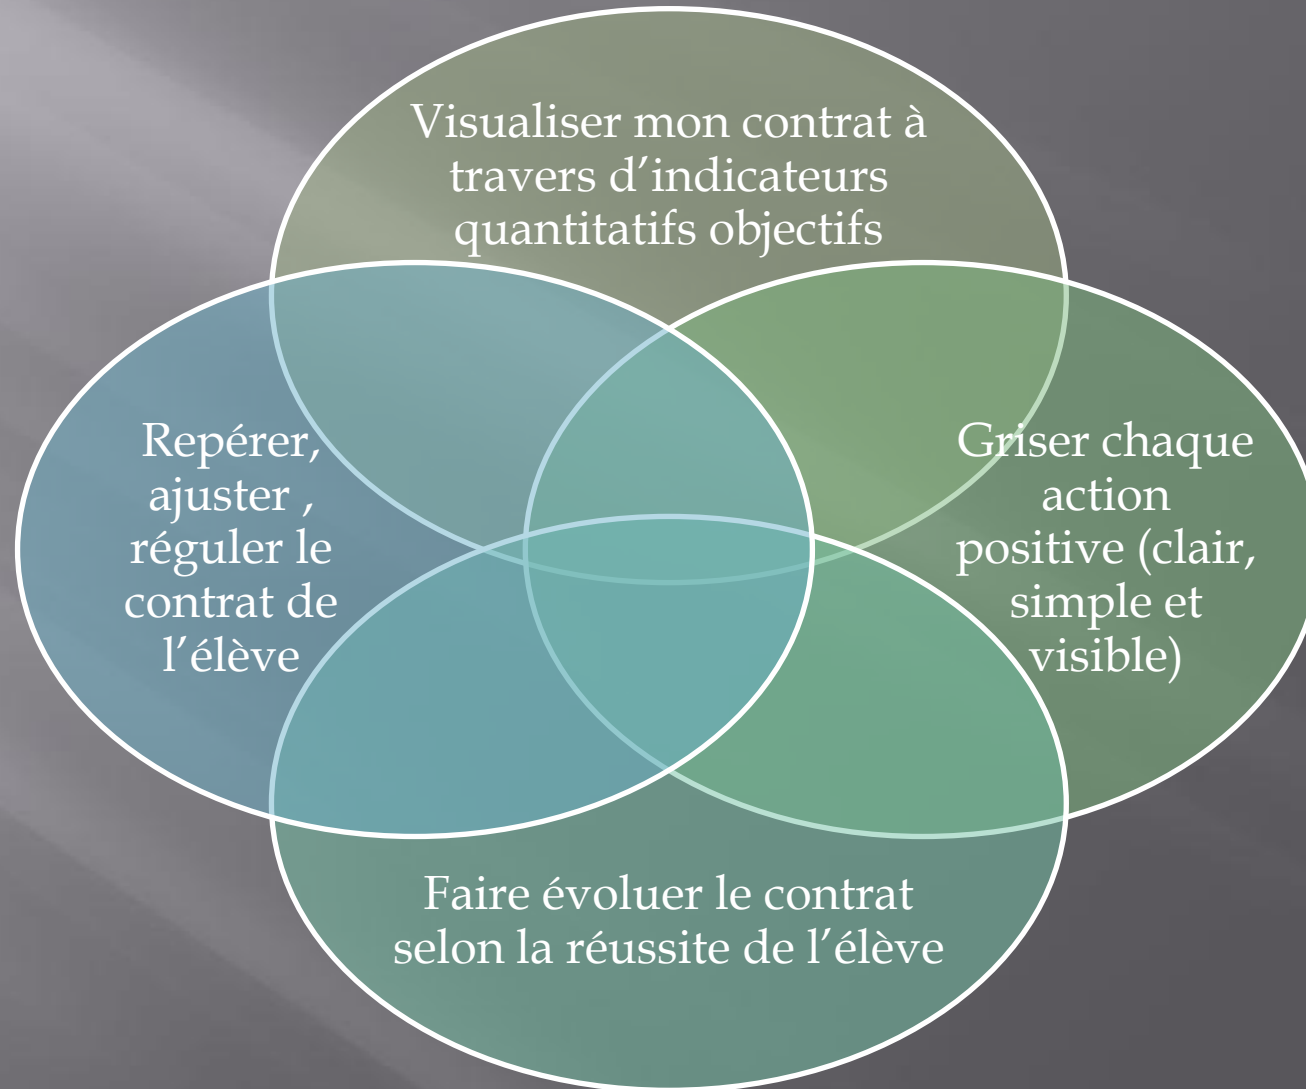 Visualiser mon contrat à
travers d’indicateurs
quantitatifs objectifs
Repérer,
ajuster ,
réguler le
contrat de
l’élève
Griser chaque
action
positive (clair,
simple et
visible)
Faire évoluer le contrat
selon la réussite de l’élève